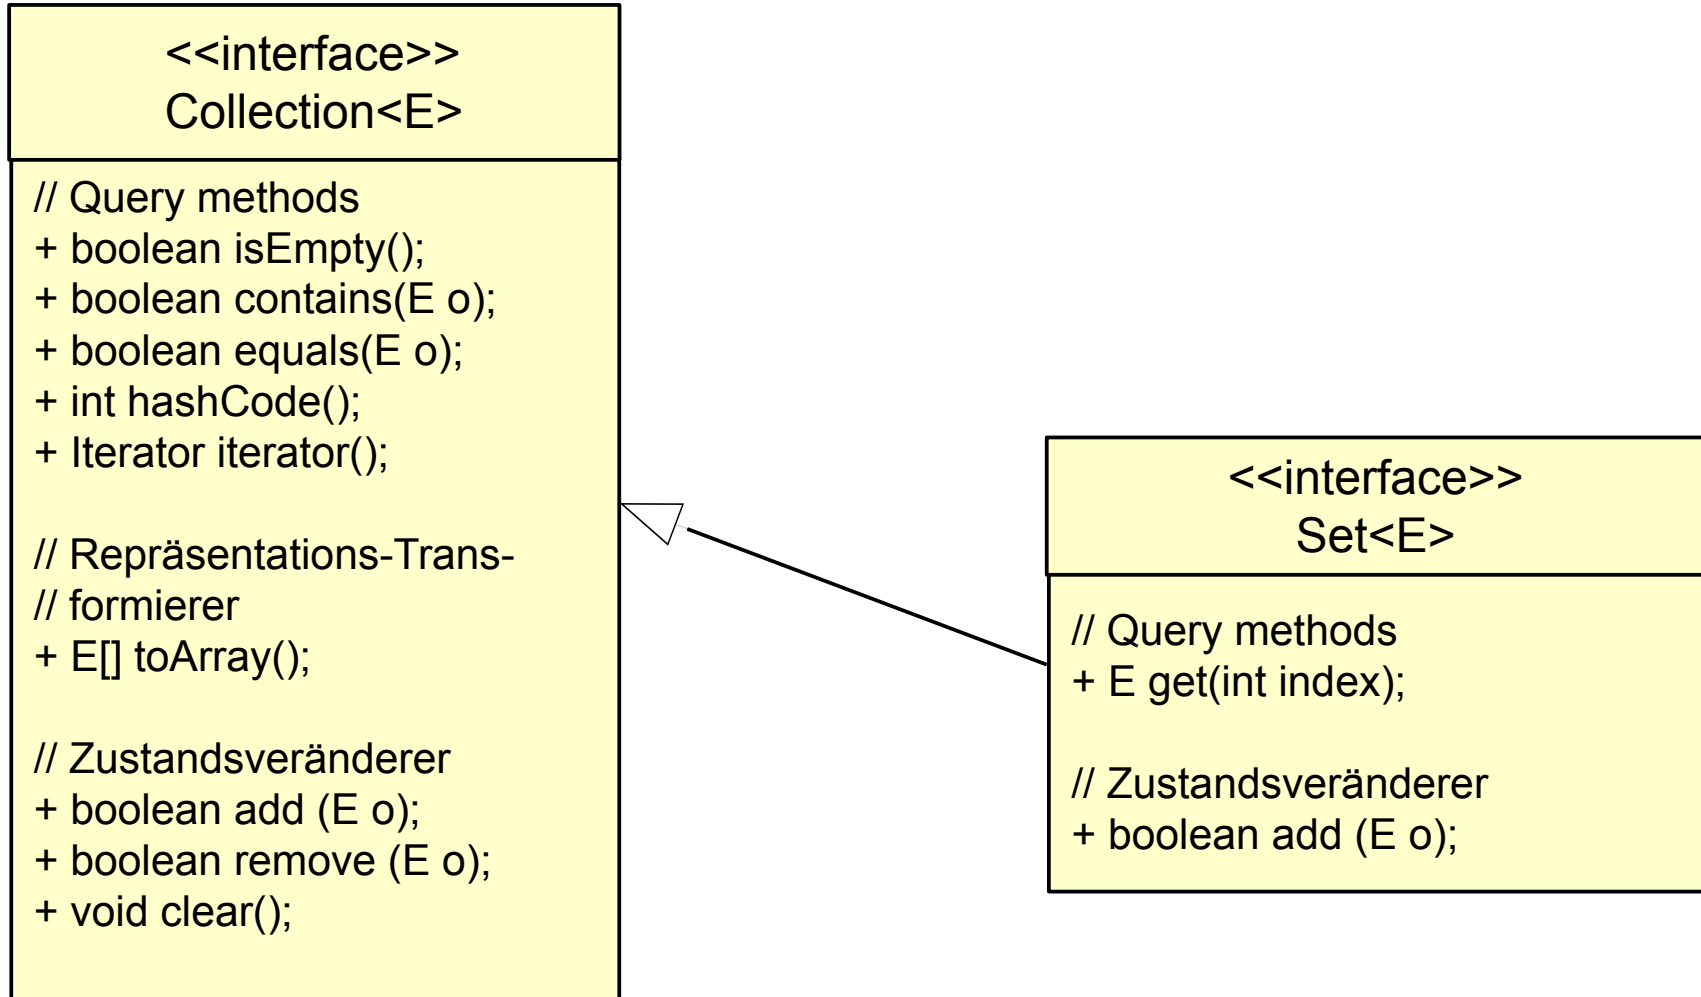 <<interface>>
Collection<E>
// Query methods
+ boolean isEmpty();
+ boolean contains(E o);
+ boolean equals(E o);
+ int hashCode();
+ Iterator iterator();
// Repräsentations-Trans-
// formierer
+ E[] toArray();
// Zustandsveränderer
+ boolean add (E o);
+ boolean remove (E o);
+ void clear();
<<interface>>
Set<E>
// Query methods
+ E get(int index);
// Zustandsveränderer
+ boolean add (E o);